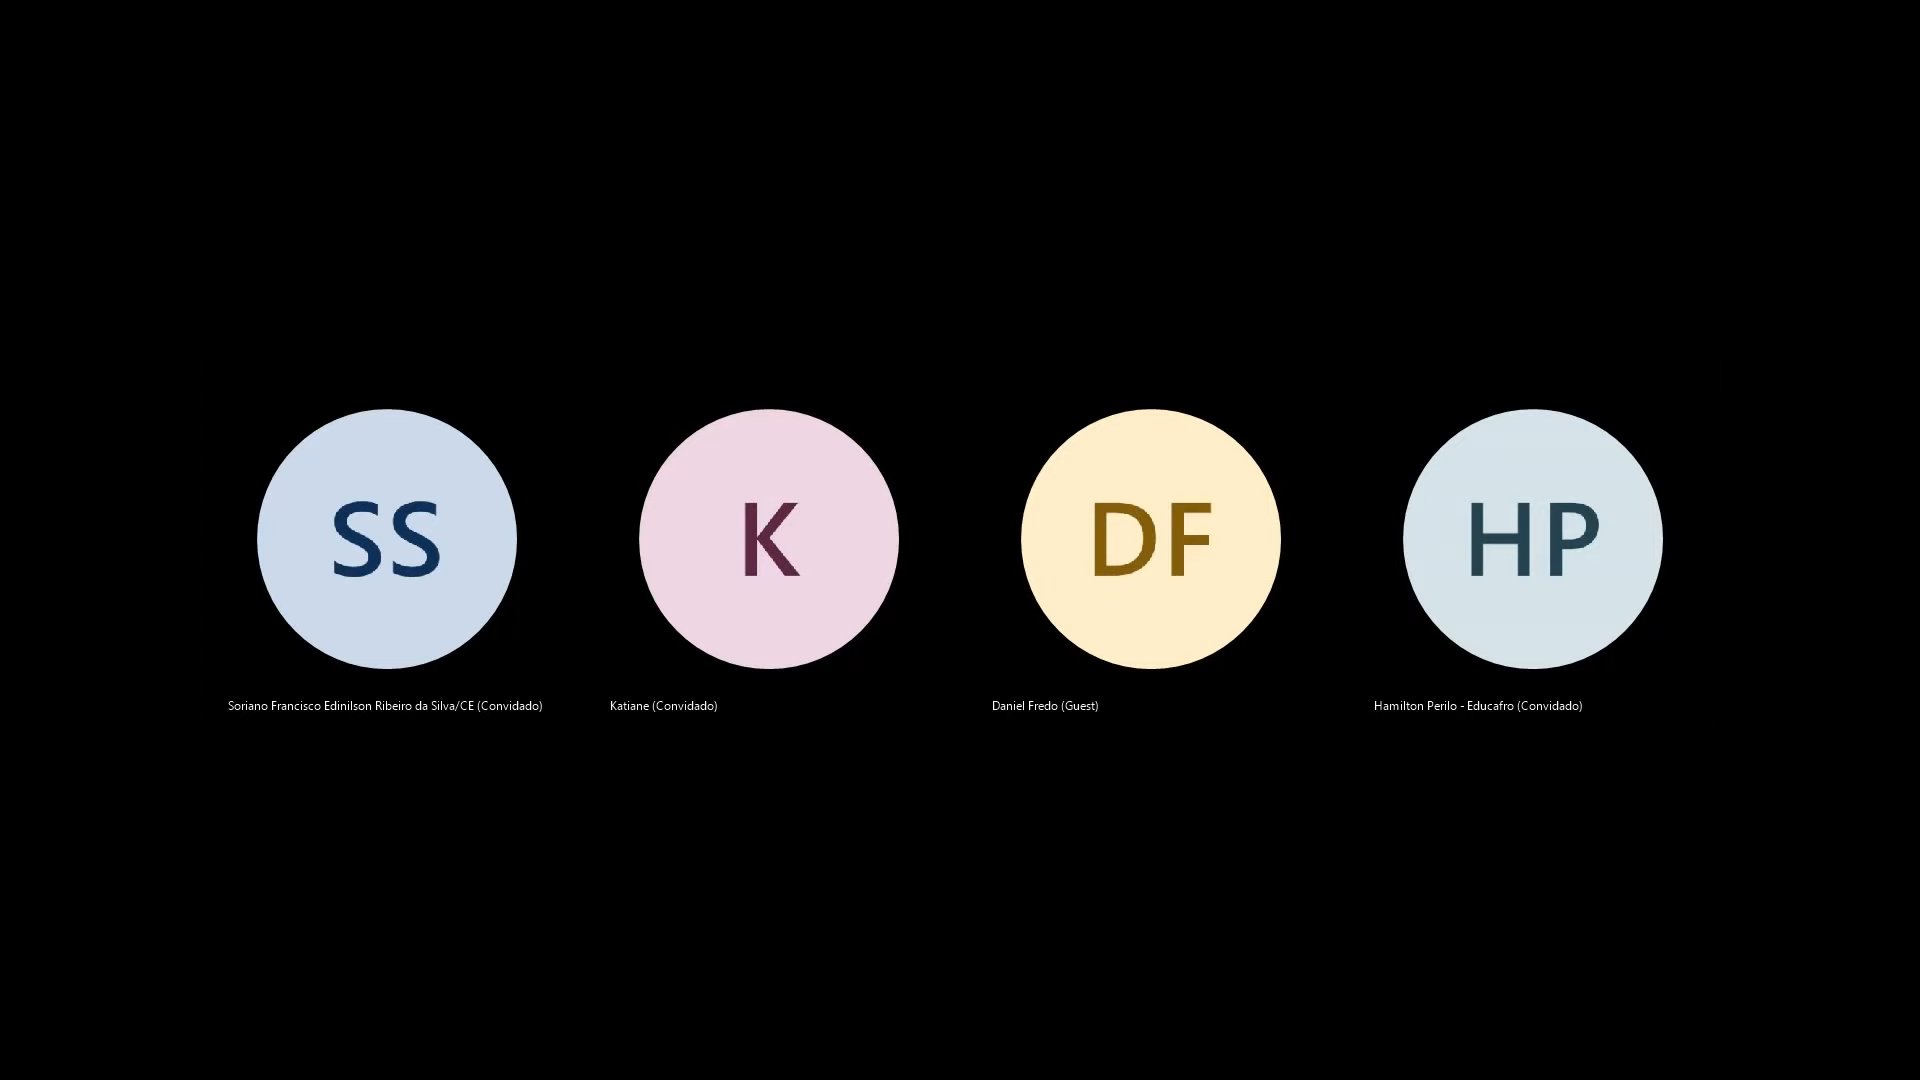 SS
K
DF
HP
Soriano Francisco Edinilson Ribeiro da Silva/CE (Convidado)
Katiane (Convidado)
Daniel Fredo (Guest)
Hamilton Perilo - Educafro (Convidado)